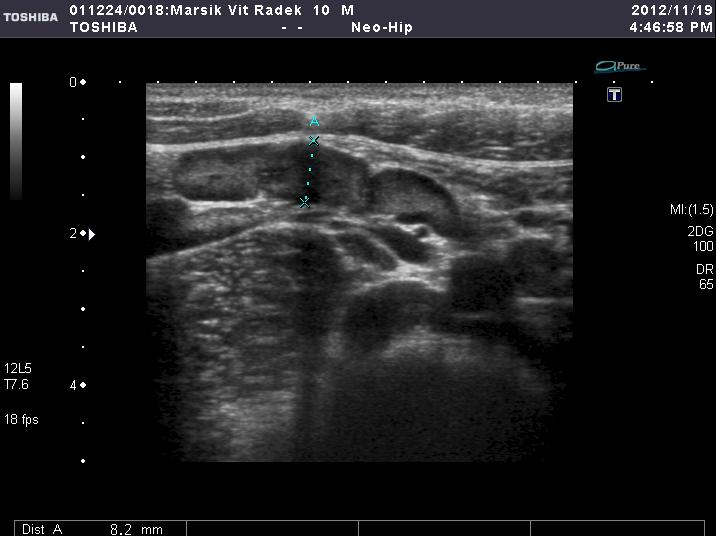 TOSHIBA
011224/0018:Marsik Vit Radek 10 M
2012/11/19
TOSHIBA
- - Neo-Hip
4:46:58 PM
aPure
0
T
A
MI:(1.5)
2
2DG
100
DR
65
12L5
T7.6
4
18 fps
Dist A 8.2 mm